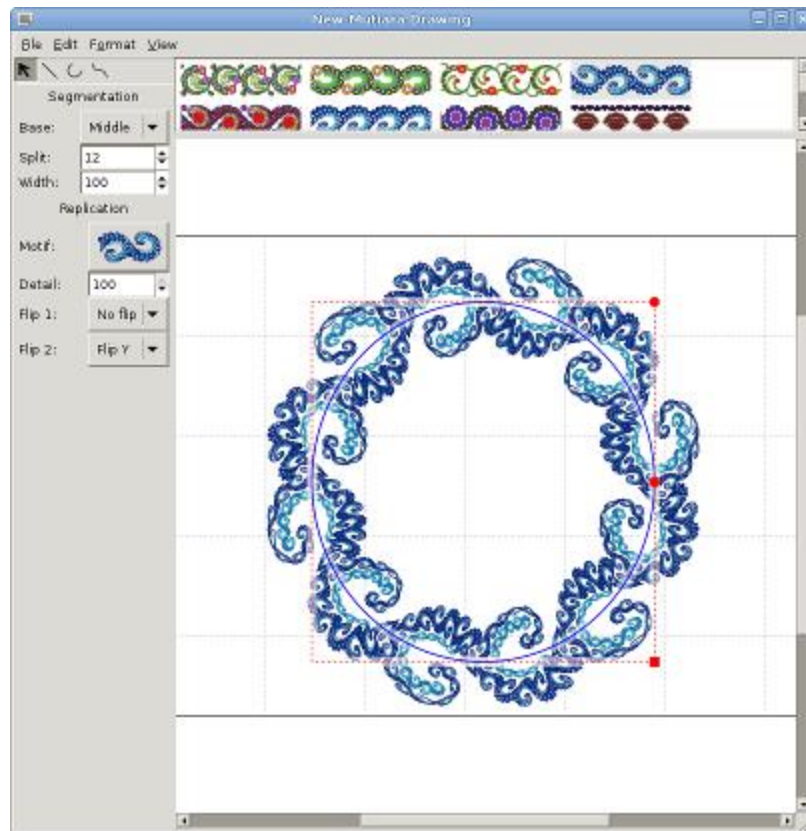 New Mutiara Drawing
File Edit Format View
Segmentation
Base: Middle
Split: 12
Width: 100
Replication
Motif:
Detail: 100
Flip 1: No flip
Flip 2: Flip Y